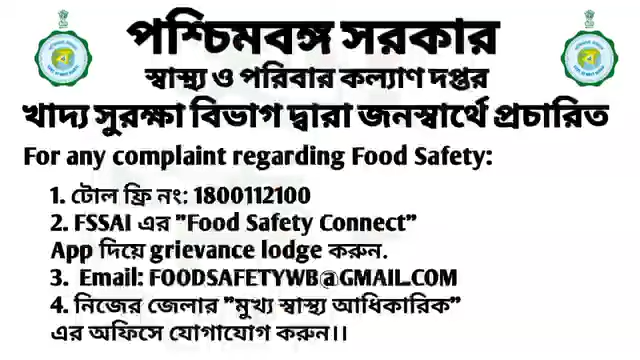 পশ্চিমবঙ্গ সরকার
স্বাস্থ্য ও পরিবার কল্যাণ দপ্তর
খাদ্য সুরক্ষা বিভাগ দ্বারা জনস্বার্থে প্রচারিত
For any complaint regarding Food Safety:
1. টোল ফ্রি নং: 1800112100
2. FSSAI এর "Food Safety Connect"
App দিয়ে grievance lodge করুন.
3. Email: FOODSAFETYWB@GMAIL.COM
4. নিজের জেলার "মুখ্য স্বাস্থ্য আধিকারিক"
এর অফিসে যোগাযোগ করুন।।